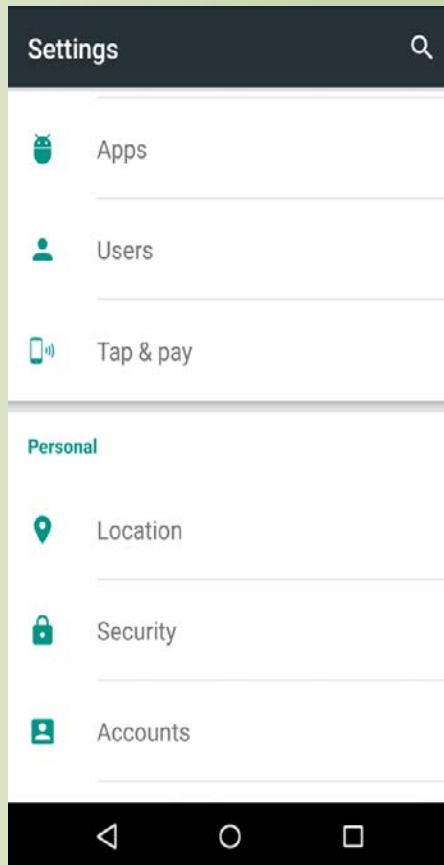 Settings
Apps
Users
Tap & pay
Personal
Location
Security
Accounts